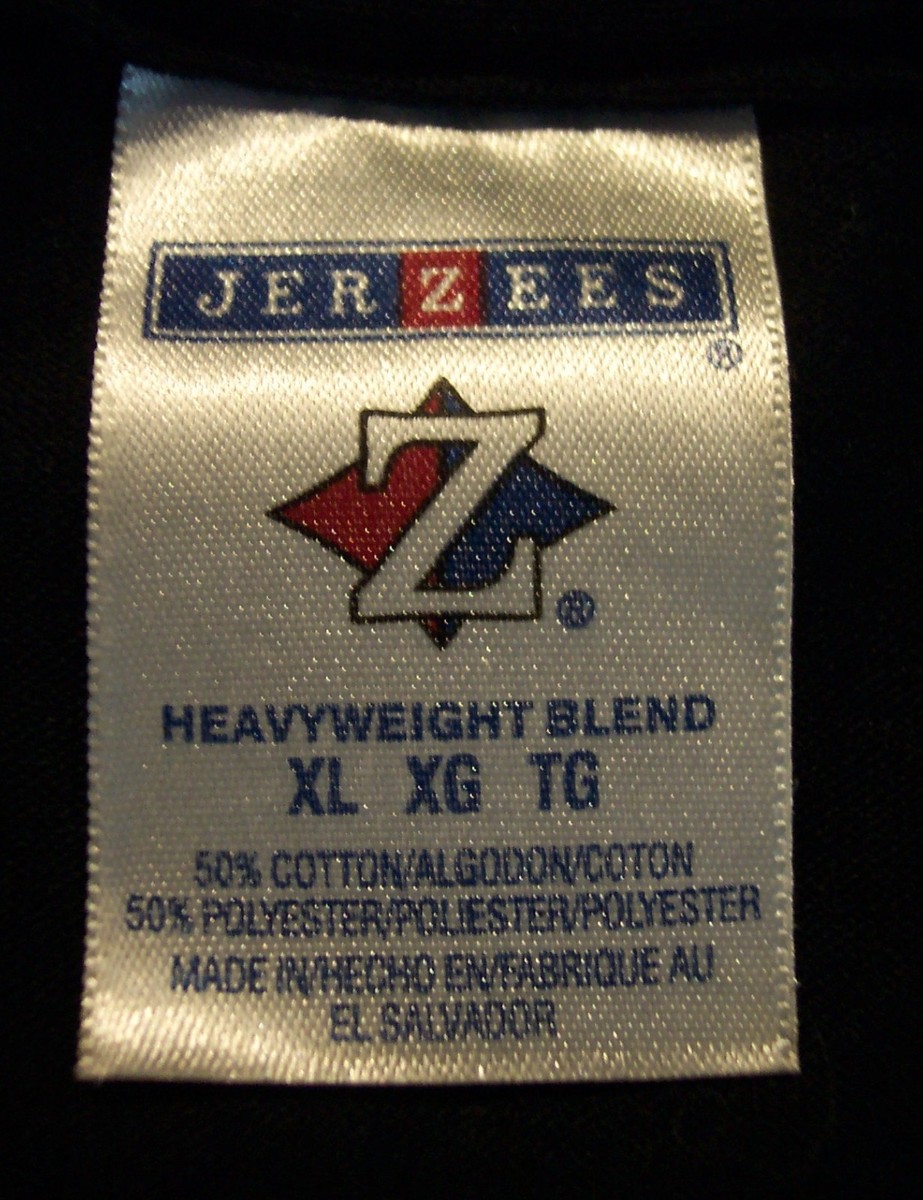 JERZEES
®
Z
®
HEAVYWEIGHT BLEND
XL XG TG
50% COTTON/ALGODON/COTON
50% POLYESTER/POLIESTER/POLYESTER
MADE IN/HECHO EN/FABRIQUE AU
EL SALVADOR